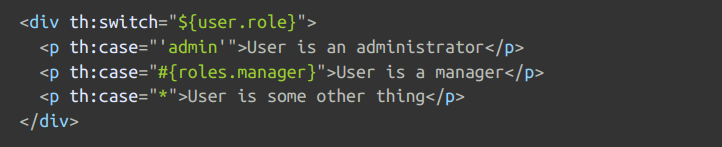 <div th:switch="${user.role}">
  <p th:case="'admin'">User is an administrator</p>
  <p th:case="#{roles.manager}">User is a manager</p>
  <p th:case="*">User is some other thing</p>
</div>